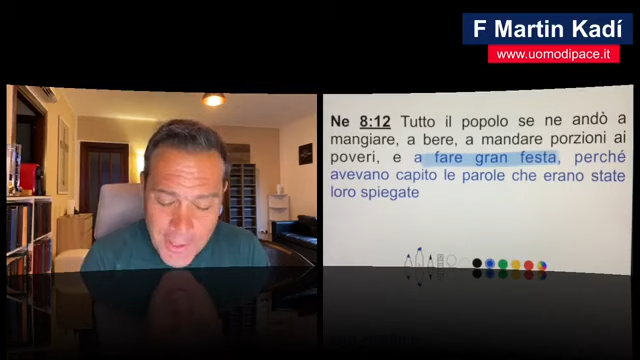 F Martin Kadí
www.uomodipace.it
Ne 8:12 Tutto il popolo se ne andò a
mangiare, a bere, a mandare porzioni ai
poveri, e a fare gran festa, perché
avevano capito le parole che erano state
loro spiegate